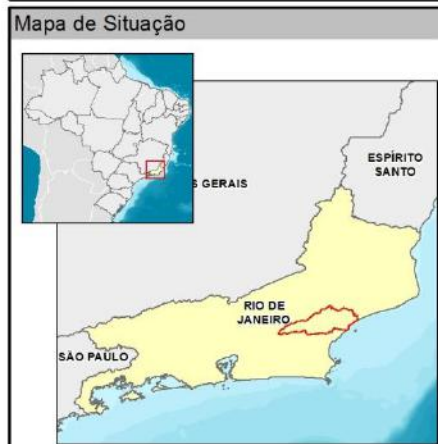 Mapa de Situação
ESPÍRITO
SANTO
S GERAIS
RIO DE
JANEIRO
SÃO PAULO